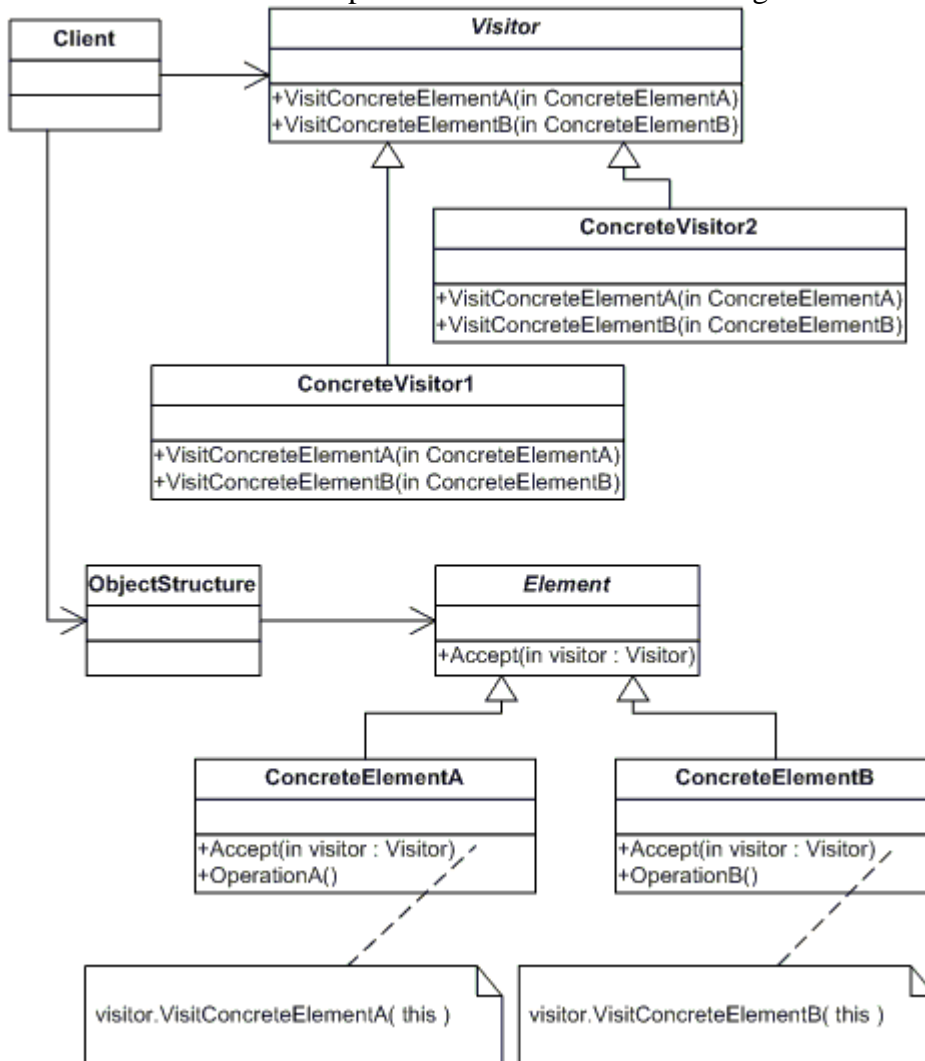 Client
Visitor
+VisitConcreteElementA(in ConcreteElementA)
+VisitConcreteElementB(in ConcreteElementB)
ConcreteVisitor2
+VisitConcreteElementA(in ConcreteElementA)
+VisitConcreteElementB(in ConcreteElementB)
ConcreteVisitor1
+VisitConcreteElementA(in ConcreteElementA)
+VisitConcreteElementB(in ConcreteElementB)
ObjectStructure
Element
+Accept(in visitor : Visitor)
ConcreteElementA
+Accept(in visitor : Visitor)
+OperationA()
ConcreteElementB
+Accept(in visitor : Visitor)
+OperationB()
visitor.VisitConcreteElementA( this )
visitor.VisitConcreteElementB( this )